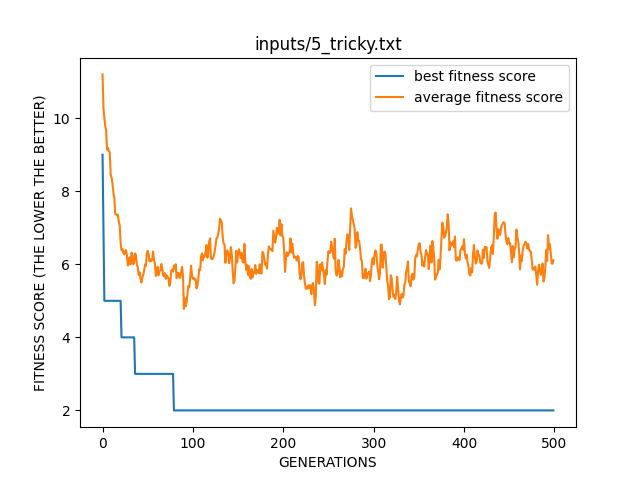 inputs/5_tricky.txt
best fitness score
average fitness score
FITNESS SCORE (THE LOWER THE BETTER)
10
8
6
4
2
0 100 200 300 400 500
GENERATIONS